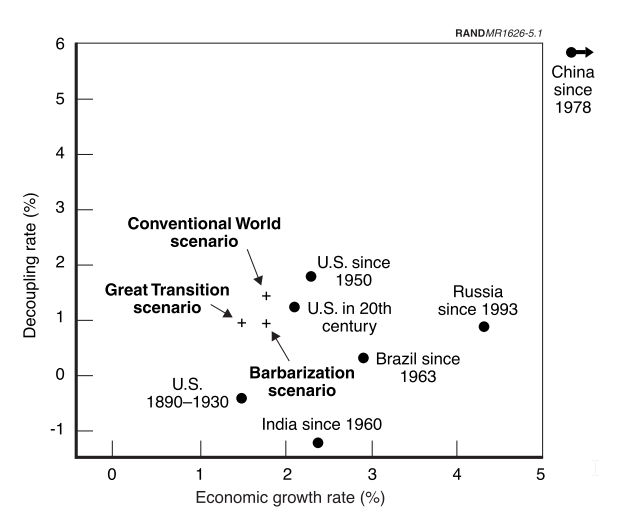 RANDMR1626-5.1
6
5
4
3
2
1
0
-1
Decoupling rate (%)
China
since
1978
Conventional World
scenario
Great Transition
scenario
U.S. since
1950
U.S. in 20th
century
Russia
since 1993
Barbarization
scenario
Brazil since
1963
U.S.
1890–1930
India since 1960
0
1
2
3
4
5
Economic growth rate (%)